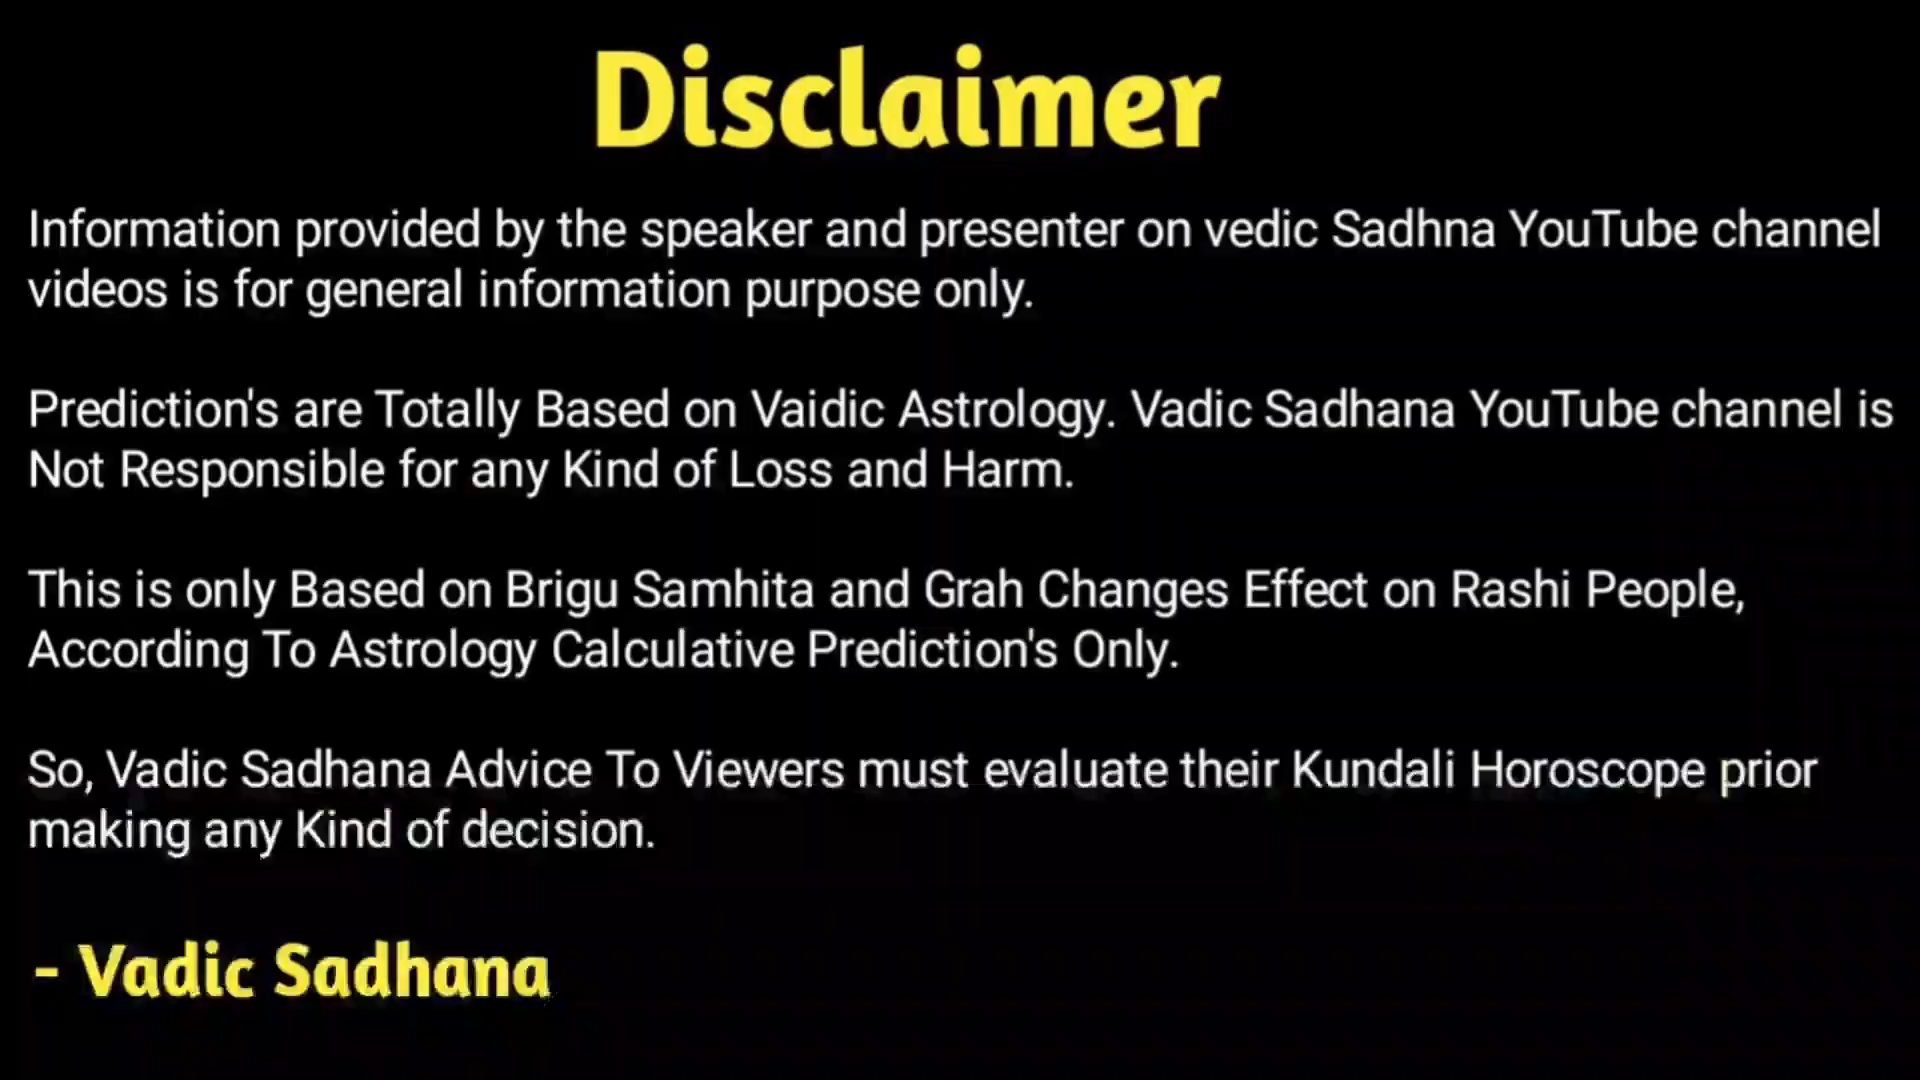 Disclaimer
Information provided by the speaker and presenter on vedic Sadhna YouTube channel
videos is for general information purpose only.
Prediction's are Totally Based on Vaidic Astrology. Vadic Sadhana YouTube channel is
Not Responsible for any Kind of Loss and Harm.
This is only Based on Brigu Samhita and Grah Changes Effect on Rashi People,
According To Astrology Calculative Prediction's Only.
So, Vadic Sadhana Advice To Viewers must evaluate their Kundali Horoscope prior
making any Kind of decision.
- Vadic Sadhana